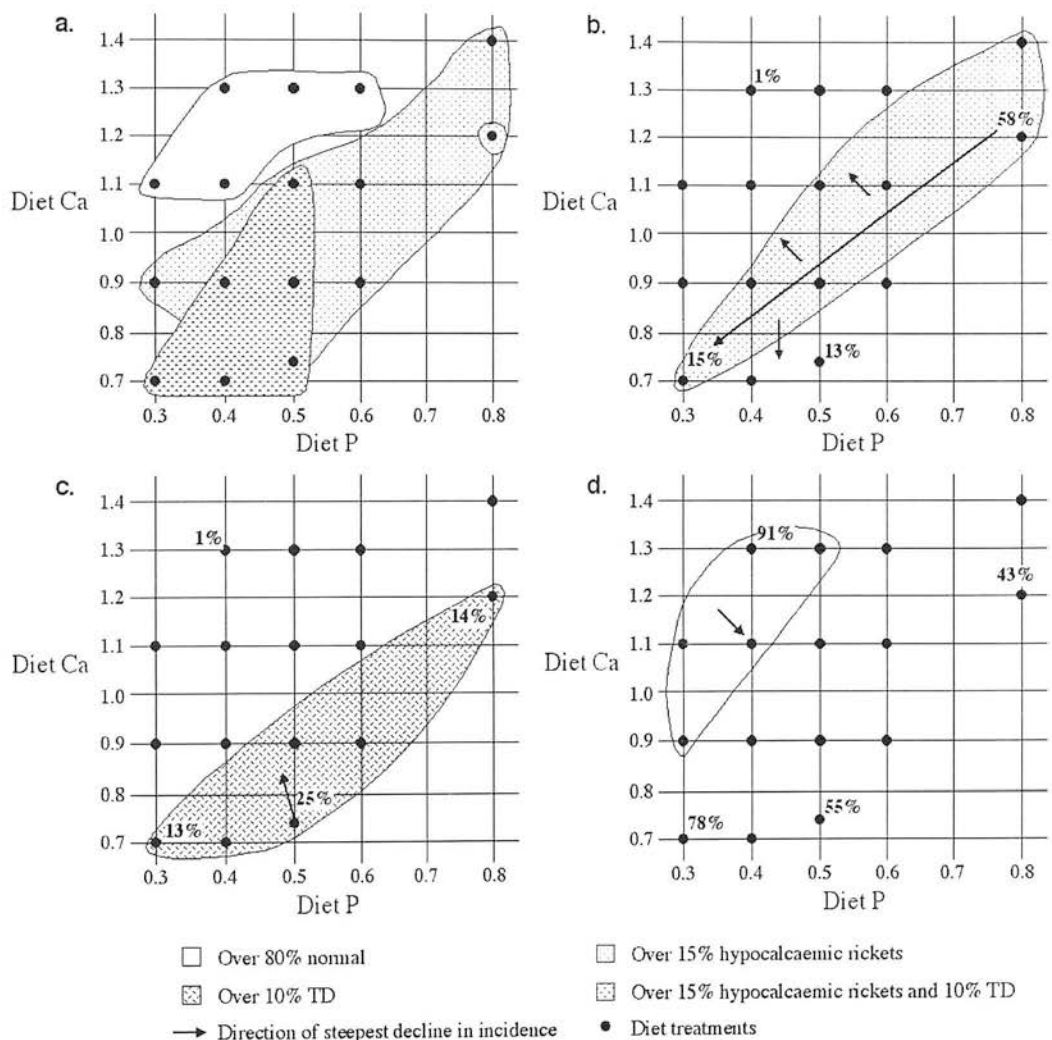 a.
1.4
1.3
1.2
1.1
Diet Ca
1.0
0.9
0.8
0.7
0.3 0.4 0.5 0.6 0.7 0.8
Diet P
b.
1.4
1%
1.3
58%
1.2
1.1
Diet Ca
1.0
0.9
0.8
15% 13%
0.7
0.3 0.4 0.5 0.6 0.7 0.8
Diet P
c.
1.4
1%
1.3
1.2
14%
1.1
Diet Ca
1.0
0.9
0.8
25%
13%
0.7
0.3 0.4 0.5 0.6 0.7 0.8
Diet P
d.
1.4
91%
1.3
43%
1.2
1.1
Diet Ca
1.0
0.9
0.8
78% 55%
0.7
0.3 0.4 0.5 0.6 0.7 0.8
Diet P
Over 80% normal
Over 10% TD
Direction of steepest decline in incidence
Over 15% hypocalcaemic rickets
Over 15% hypocalcaemic rickets and 10% TD
Diet treatments